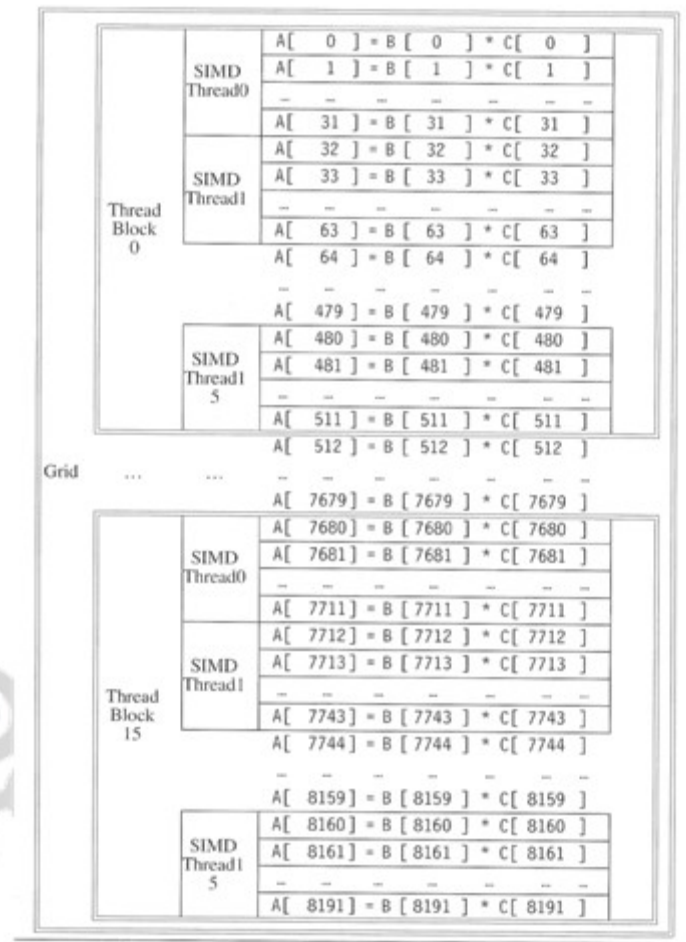 A[ 0 ] = B [ 0 ] * C[ 0 ]
SIMD Thread0
A[ 1 ] = B [ 1 ] * C[ 1 ]
... ... ... ... ... ...
A[ 31 ] = B [ 31 ] * C[ 31 ]
A[ 32 ] = B [ 32 ] * C[ 32 ]
SIMD Thread1
A[ 33 ] = B [ 33 ] * C[ 33 ]
... ... ... ... ... ...
Thread Block 0
A[ 63 ] = B [ 63 ] * C[ 63 ]
A[ 64 ] = B [ 64 ] * C[ 64 ]
... ... ... ... ... ...
A[ 479 ] = B [ 479 ] * C[ 479 ]
A[ 480 ] = B [ 480 ] * C[ 480 ]
SIMD Thread1 5
A[ 481 ] = B [ 481 ] * C[ 481 ]
... ... ... ... ... ...
A[ 511 ] = B [ 511 ] * C[ 511 ]
A[ 512 ] = B [ 512 ] * C[ 512 ]
Grid ... ... ... ... ... ... ... ...
A[ 7679] = B [ 7679 ] * C[ 7679 ]
A[ 7680] = B [ 7680 ] * C[ 7680 ]
SIMD Thread0
A[ 7681] = B [ 7681 ] * C[ 7681 ]
... ... ... ... ... ...
A[ 7711] = B [ 7711 ] * C[ 7711 ]
A[ 7712] = B [ 7712 ] * C[ 7712 ]
SIMD Thread1
A[ 7713] = B [ 7713 ] * C[ 7713 ]
... ... ... ... ... ...
Thread Block 15
A[ 7743] = B [ 7743 ] * C[ 7743 ]
A[ 7744] = B [ 7744 ] * C[ 7744 ]
... ... ... ... ... ...
A[ 8159] = B [ 8159 ] * C[ 8159 ]
A[ 8160] = B [ 8160 ] * C[ 8160 ]
SIMD Thread1 5
A[ 8161] = B [ 8161 ] * C[ 8161 ]
... ... ... ... ... ...
A[ 8191] = B [ 8191 ] * C[ 8191 ]